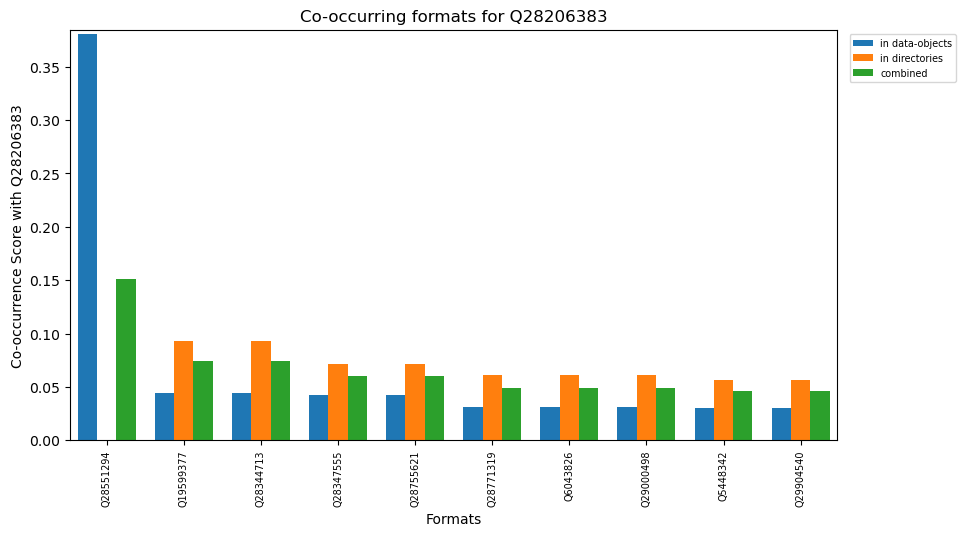 Co-occurring formats for Q28206383
in data-objects
in directories
combined
Co-occurrence Score with Q28206383
0.35
0.30
0.25
0.20
0.15
0.10
0.05
0.00
Q28551294
Q19599377
Q28344713
Q28347555
Q28755621
Q28771319
Q6043826
Q29000498
Q5448342
Q29904540
Formats